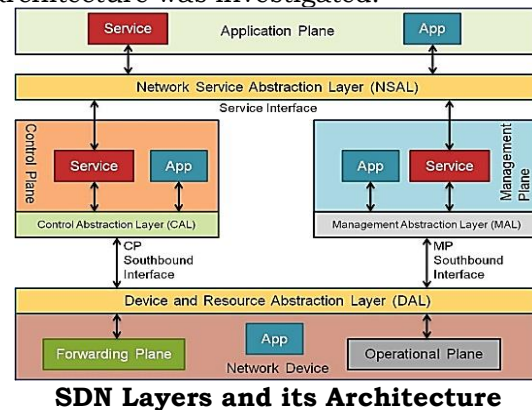 architecture was investigated.
Service
Application Plane
App
Network Service Abstraction Layer (NSAL)
Service Interface
Control Plane
Service
App
Control Abstraction Layer (CAL)
App
Service
Management
Plane
Management Abstraction Layer (MAL)
CP
Southbound
Interface
MP
Southbound
Interface
Device and Resource Abstraction Layer (DAL)
App
Forwarding Plane
Network Device
Operational Plane
SDN Layers and its Architecture